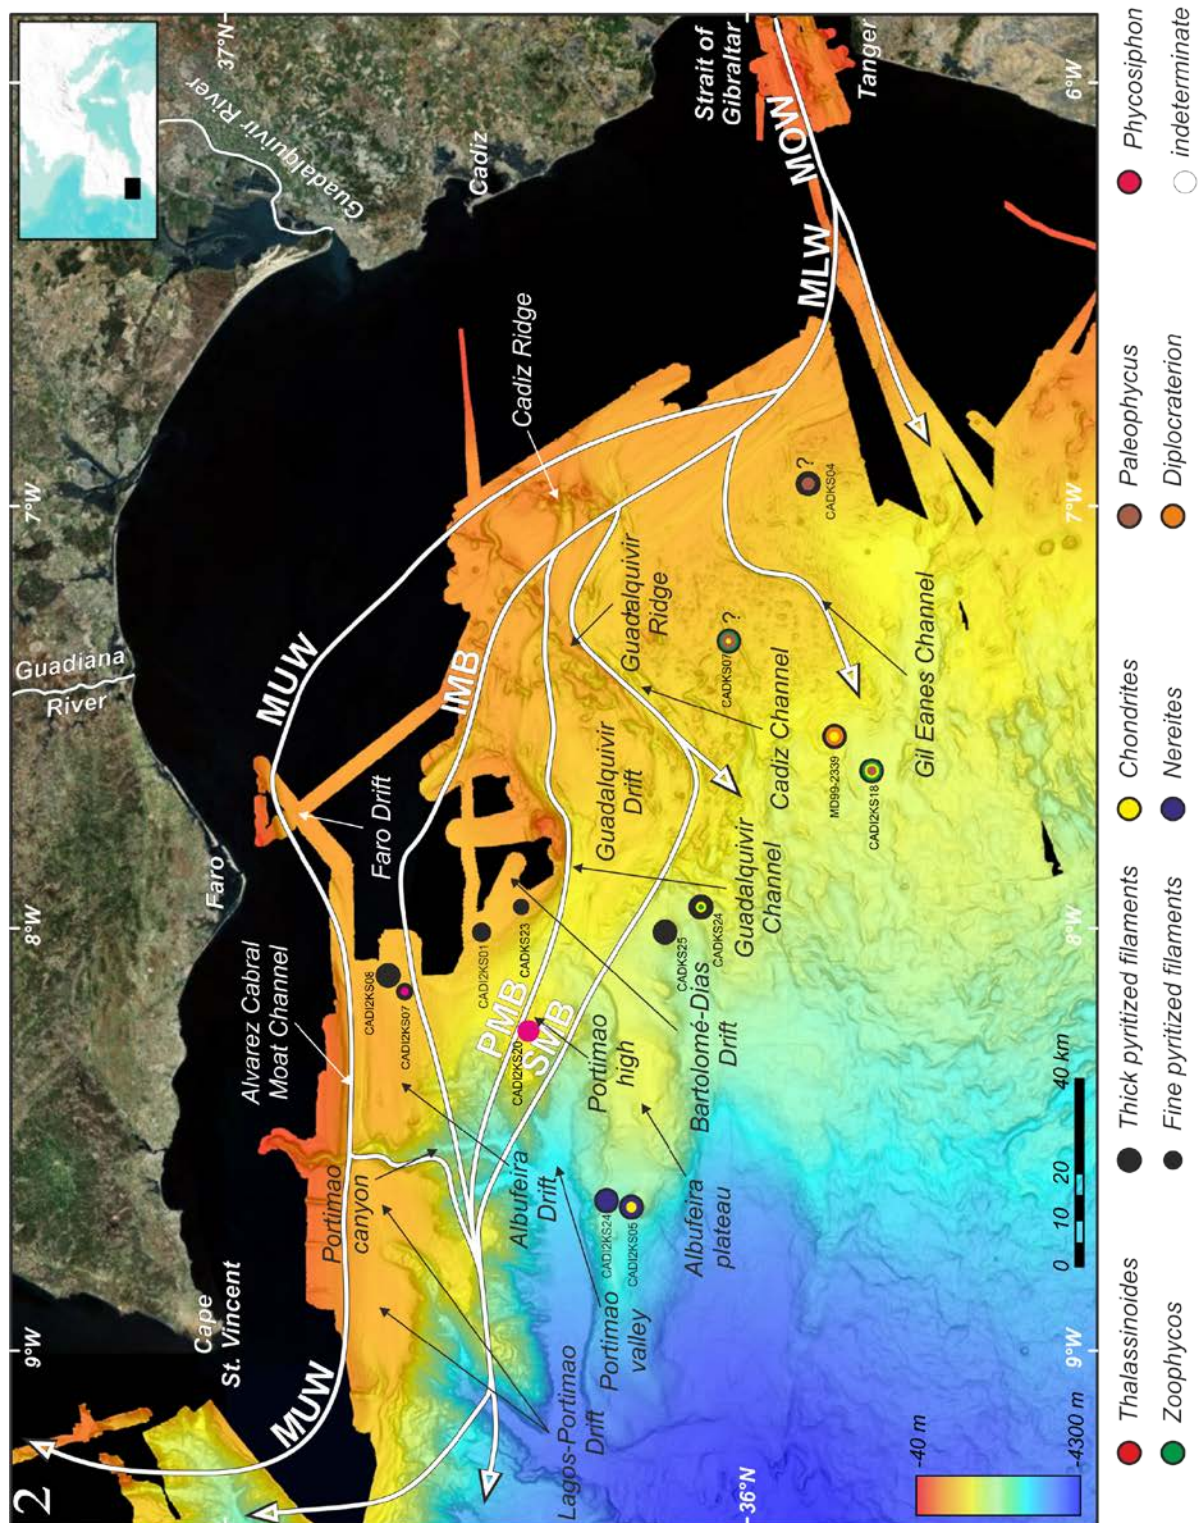 2
9°W
8°W
7°W
6°W
37°N
36°N
Cape
St. Vincent
Faro
Guadiana
River
Guadalquivir River
Cadiz
Strait of
Gibraltar
Tanger
MUW
MUW
IMB
PMB
SMB
MLW
MOW
Alvarez Cabral
Moat Channel
Faro Drift
Cadiz Ridge
Portimao
canyon
Albufeira
Drift
Lagos-Portimao
Drift
Portimao
valley
Portimao
high
Albufeira
plateau
Bartolomé-Dias
Drift
Guadalquivir
Drift
Guadalquivir
Channel
Guadalquivir
Ridge
Cadiz Channel
Gil Eanes Channel
CADI2KS08
CADI2KS07
CADI2KS01
CADKS23
CADI2KS20
CADI2KS24
CADI2KS05
CADKS25
CADKS24
CADKS07
?
MD99-2339
CADI2KS18
CADKS04
?
-40 m
-4300 m
0 10 20 40 km
Thalassinoides
Thick pyritized filaments
Chondrites
Paleophycus
Phycosiphon
Zoophycos
Fine pyritized filaments
Nereites
Diplocraterion
indeterminate